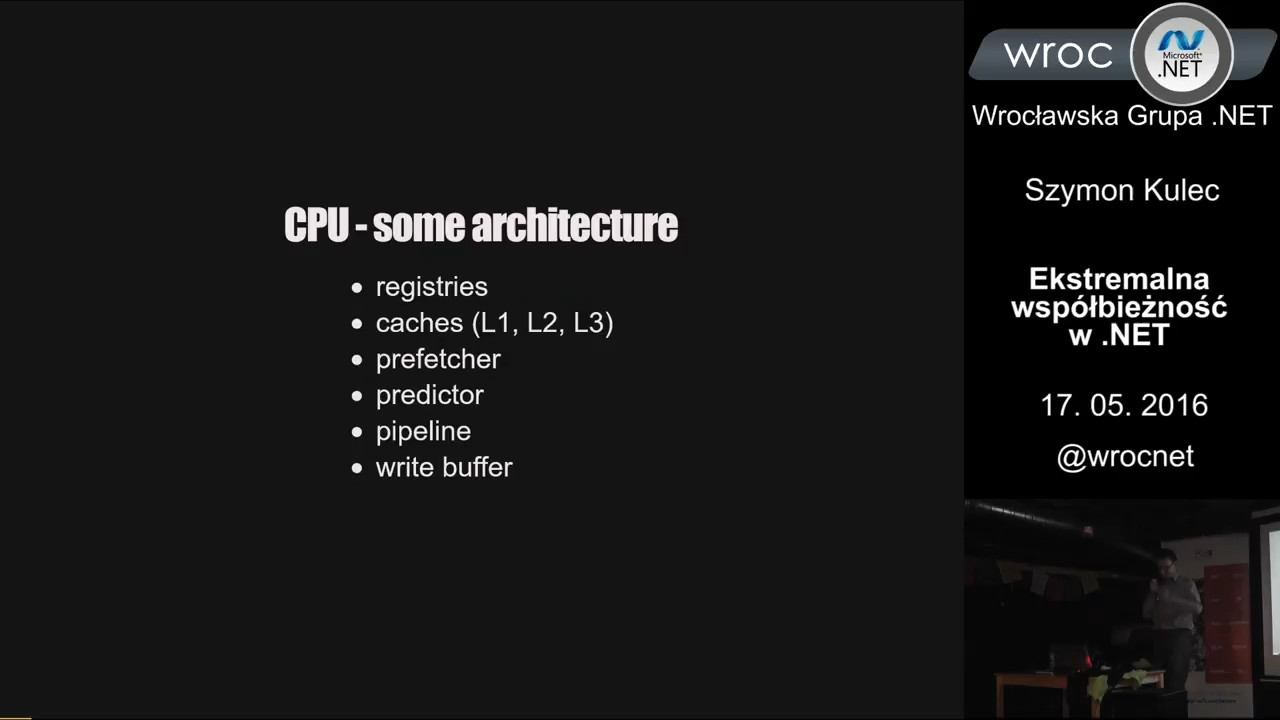 CPU - some architecture
registries
caches (L1, L2, L3)
prefetcher
predictor
pipeline
write buffer
wroc
Microsoft®
.NET
Wrocławska Grupa .NET
Szymon Kulec
Ekstremalna
współbieżność
w .NET
17. 05. 2016
@wrocnet